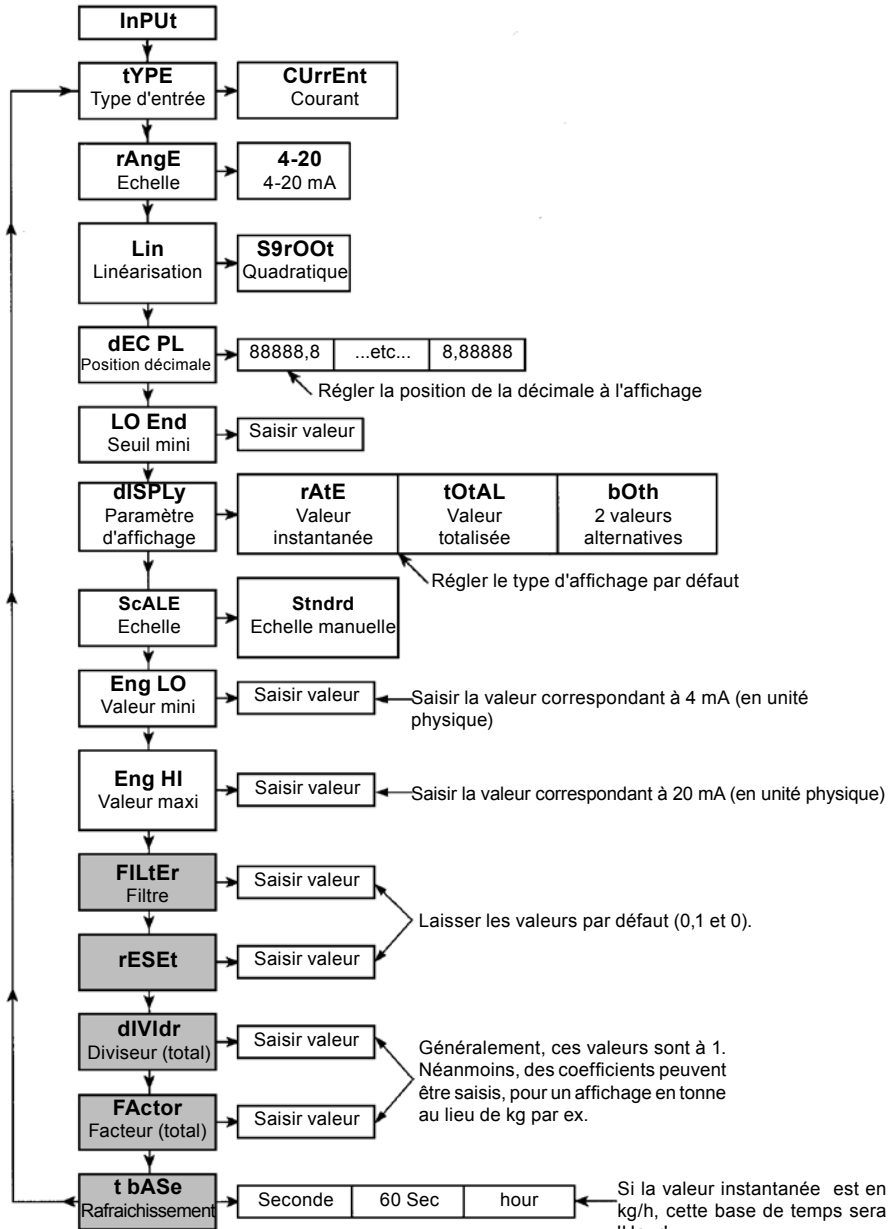 InPUt
tYPE
Type d'entrée
CUrrEnt
Courant
rAngE
Echelle
4-20
4-20 mA
Lin
Linéarisation
S9rOOt
Quadratique
dEC PL
Position décimale
88888,8
...etc...
8,88888
Régler la position de la décimale à l'affichage
LO End
Seuil mini
Saisir valeur
dISPLy
Paramètre
d'affichage
rAtE
Valeur
instantanée
tOtAL
Valeur
totalisée
bOth
2 valeurs
alternatives
Régler le type d'affichage par défaut
ScALE
Echelle
Stndrd
Echelle manuelle
Eng LO
Valeur mini
Saisir valeur
Saisir la valeur correspondant à 4 mA (en unité
physique)
Eng HI
Valeur maxi
Saisir valeur
Saisir la valeur correspondant à 20 mA (en unité physique)
FILtEr
Filtre
Saisir valeur
Laisser les valeurs par défaut (0,1 et 0).
rESEt
Saisir valeur
dIVIdr
Diviseur (total)
Saisir valeur
Généralement, ces valeurs sont à 1.
Néanmoins, des coefficients peuvent
être saisis, pour un affichage en tonne
au lieu de kg par ex.
FActor
Facteur (total)
Saisir valeur
t bASe
Rafraichissement
Seconde
60 Sec
hour
Si la valeur instantanée est en
kg/h, cette base de temps sera